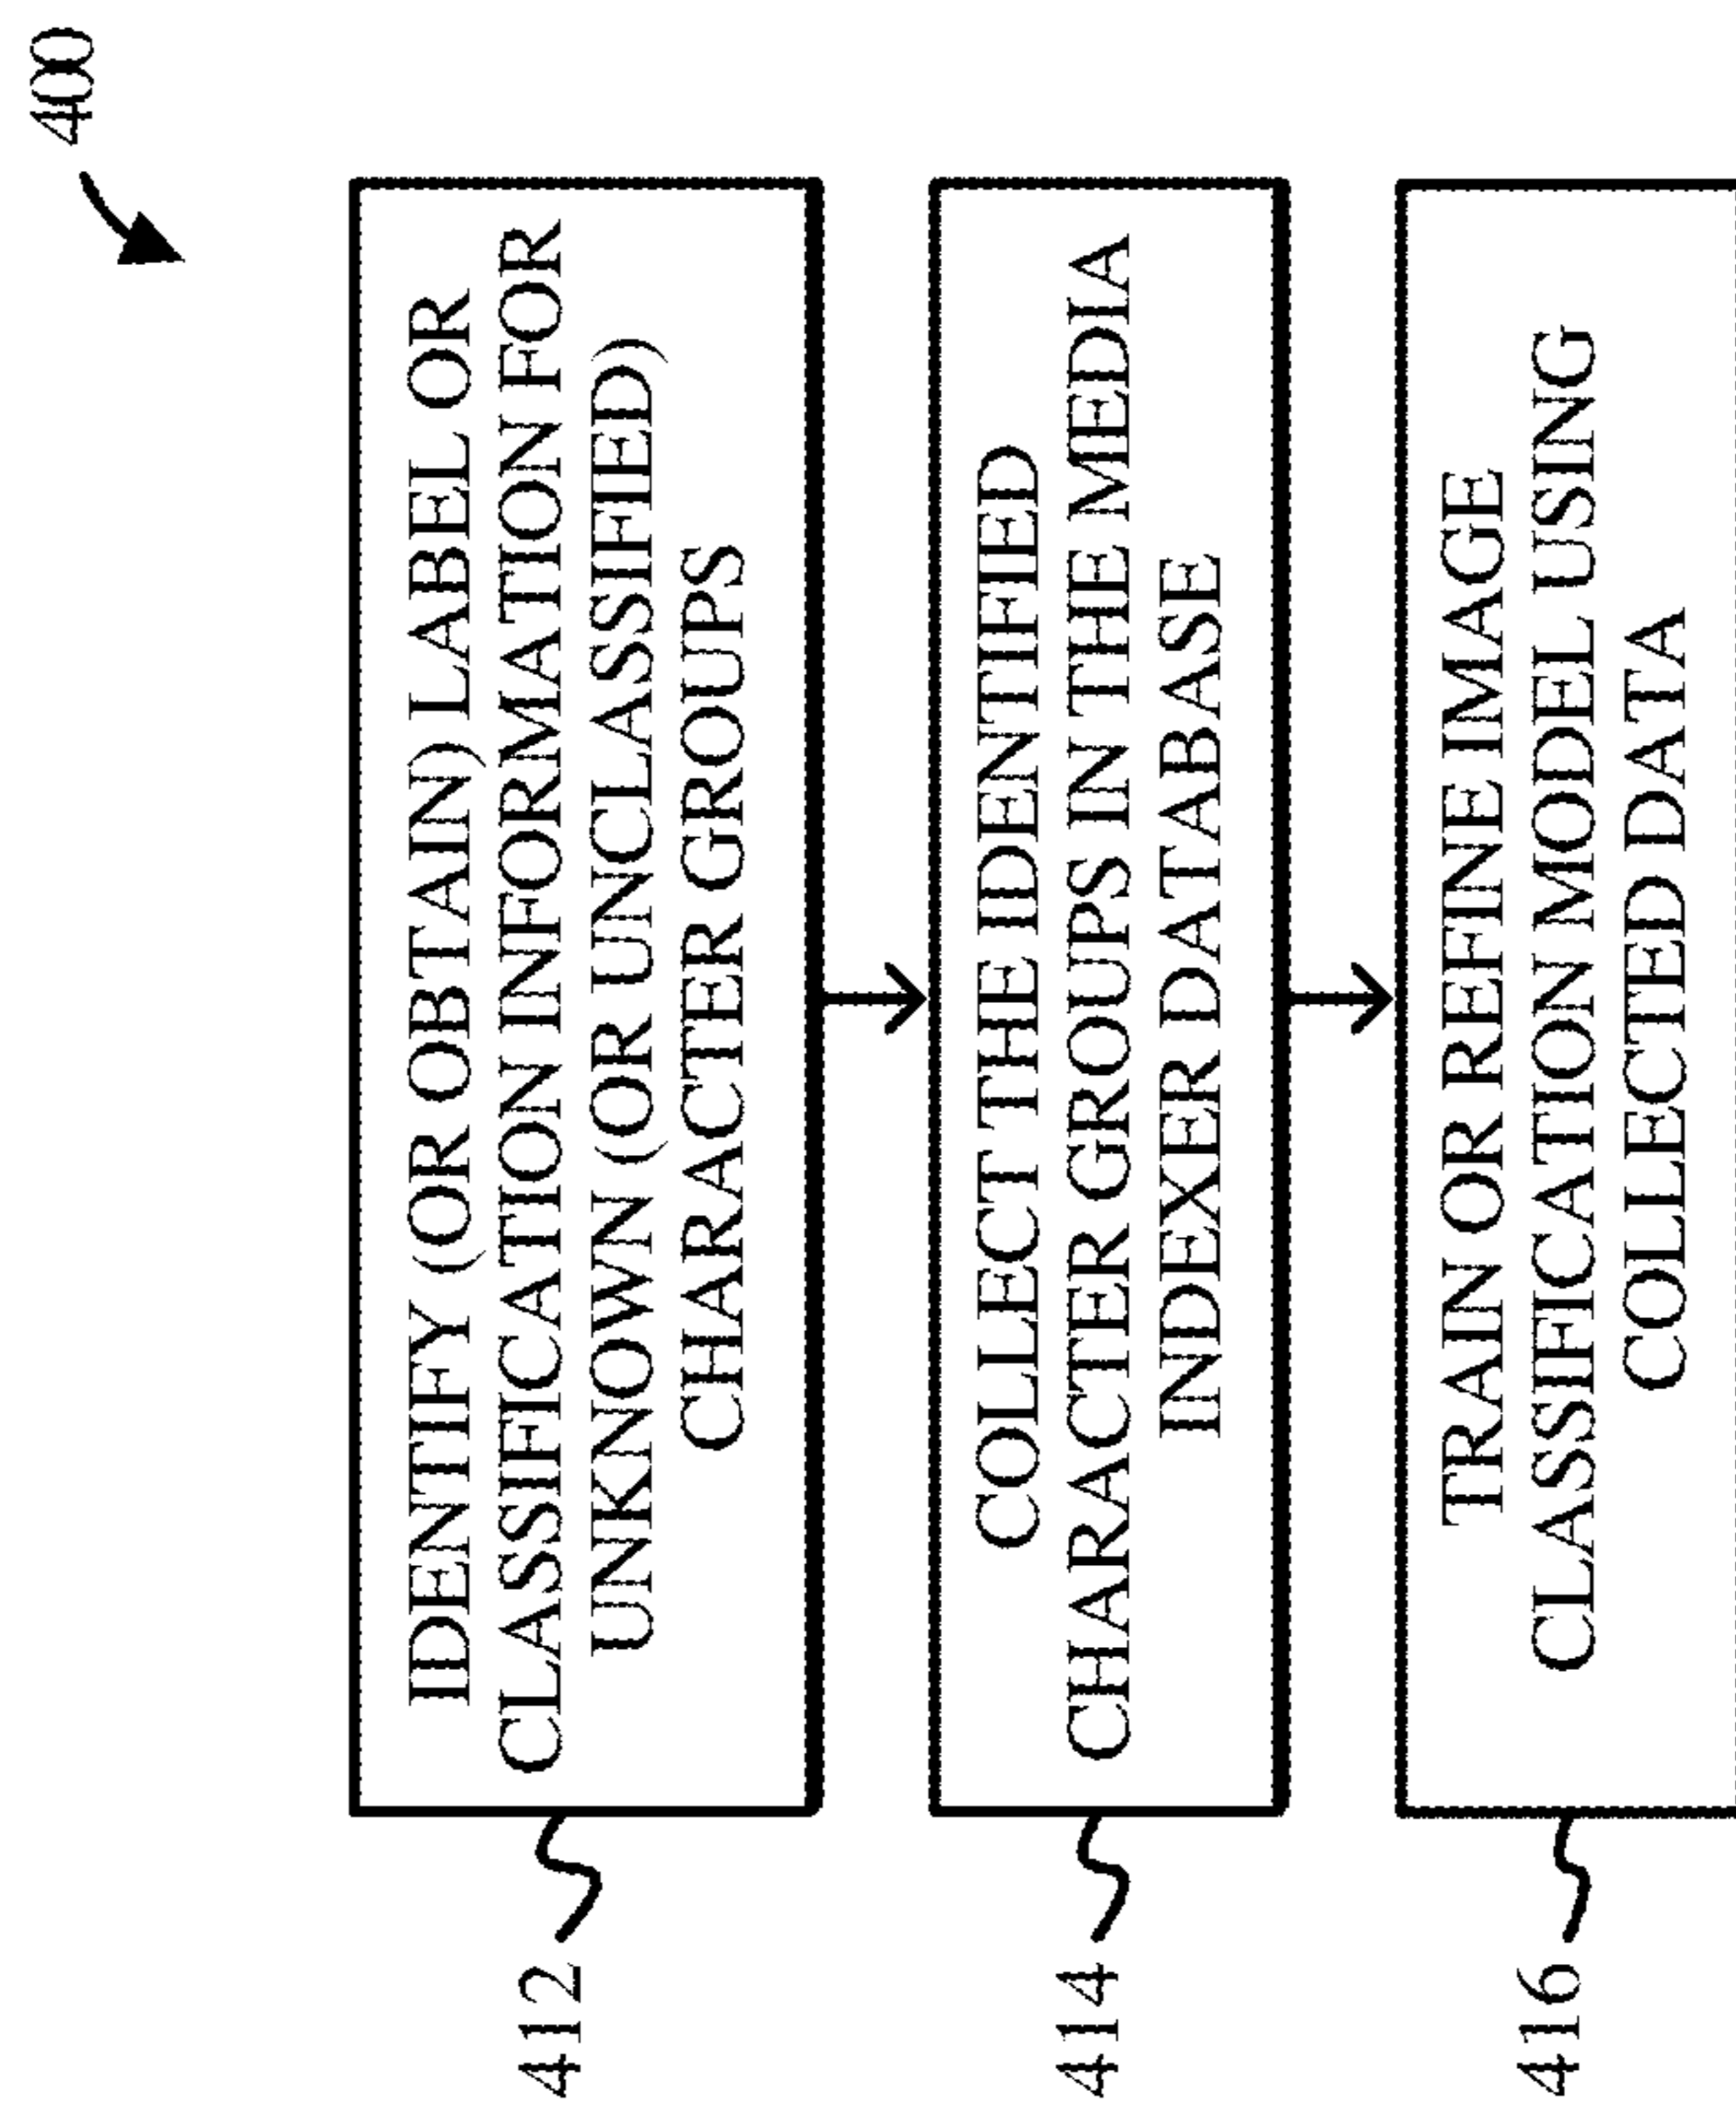 400
412
IDENTIFY (OR OBTAIN) LABEL OR
CLASSIFICATION INFORMATION FOR
UNKNOWN (OR UNCLASSIFIED)
CHARACTER GROUPS
414
COLLECT THE IDENTIFIED
CHARACTER GROUPS IN THE MEDIA
INDEXER DATABASE
416
TRAIN OR REFINE IMAGE
CLASSIFICATION MODEL USING
COLLECTED DATA